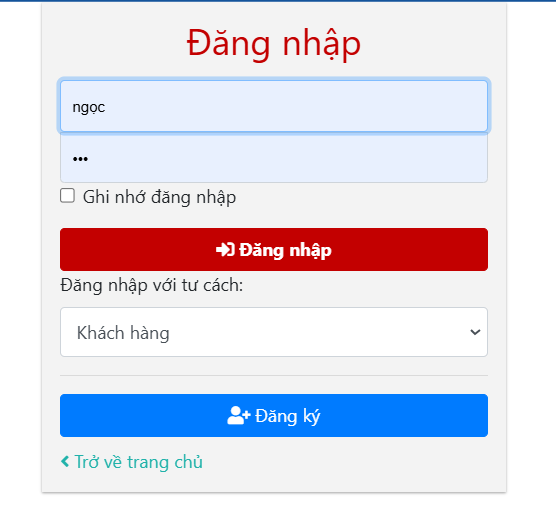 Đăng nhập
ngọc
•••
Ghi nhớ đăng nhập
Đăng nhập
Đăng nhập với tư cách:
Khách hàng
Đăng ký
Trở về trang chủ